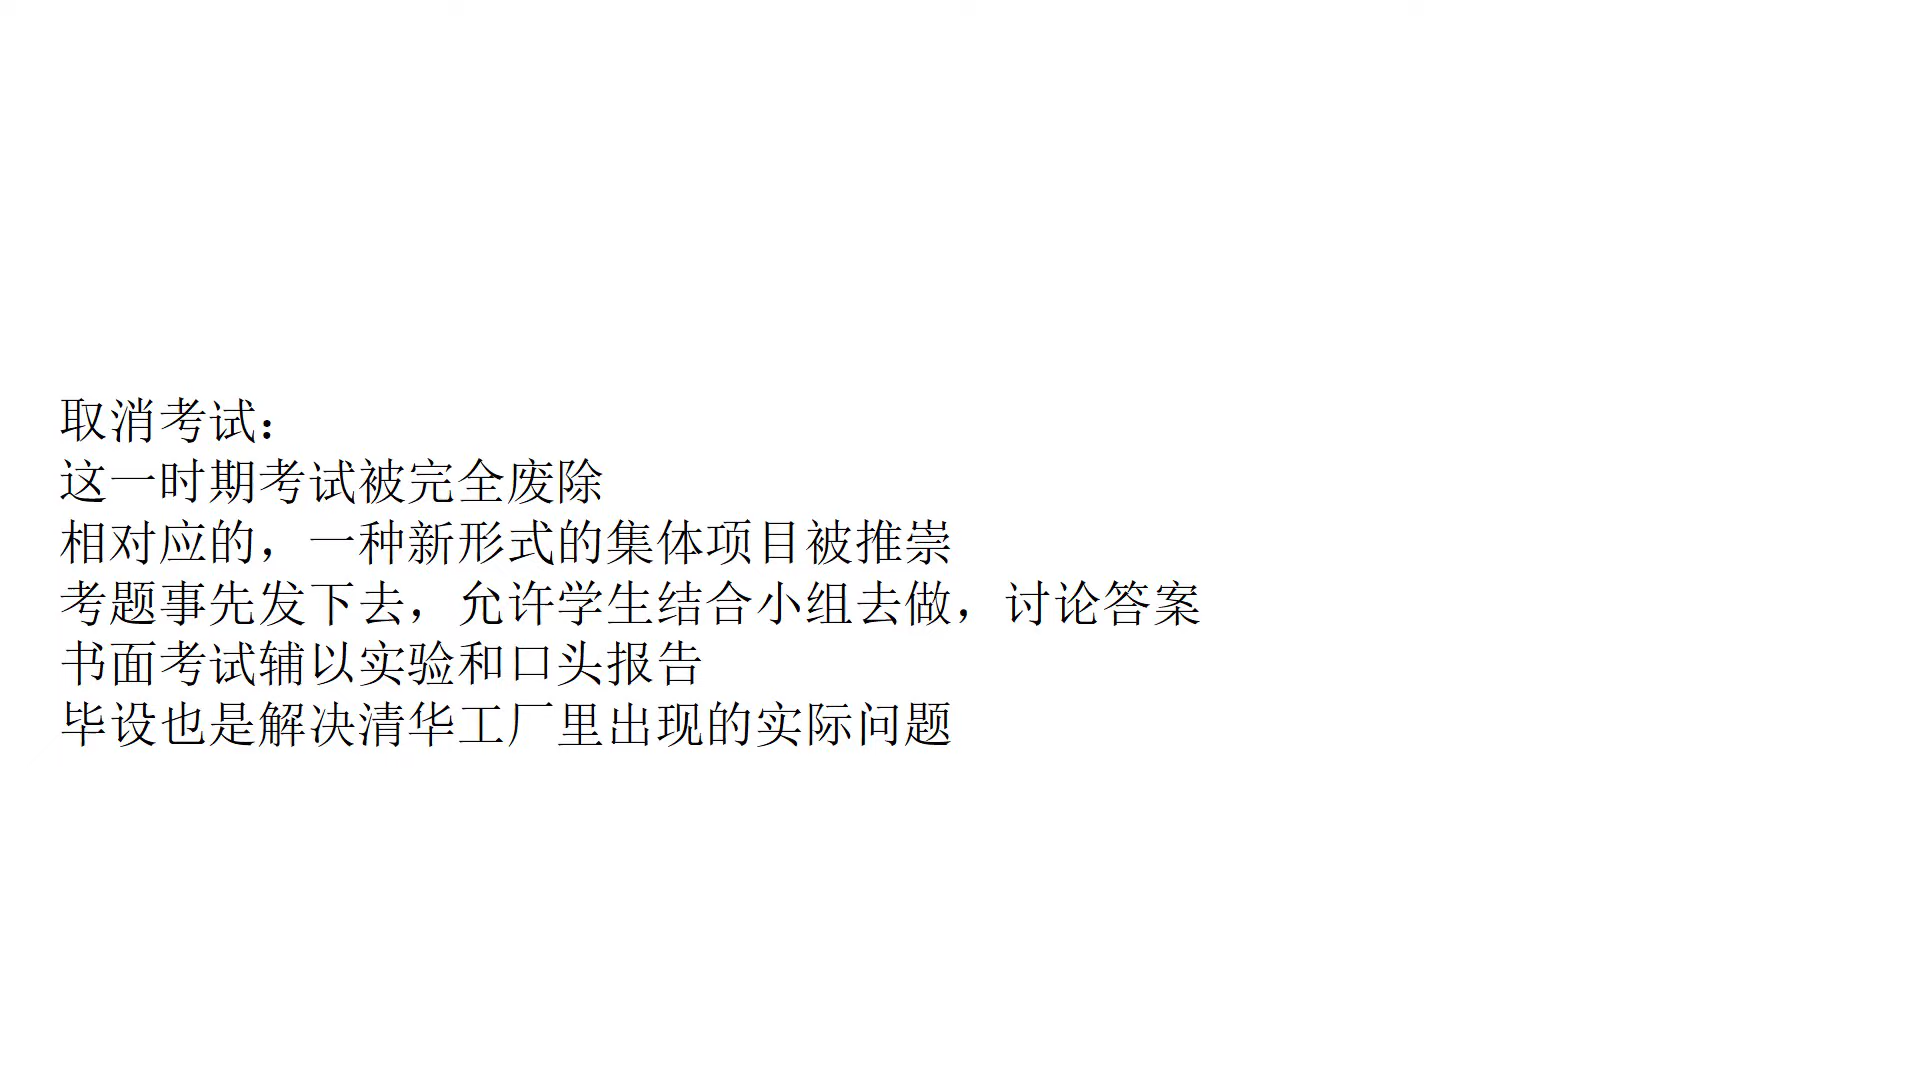 取消考试：
这一时期考试被完全废除
相对应的，一种新形式的集体项目被推崇
考题事先发下去，允许学生结合小组去做，讨论答案
书面考试辅以实验和口头报告
毕设也是解决清华工厂里出现的实际问题